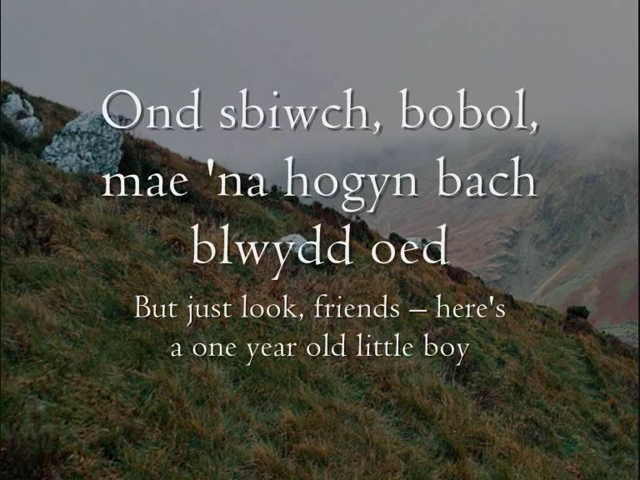 Ond sbiwch, bobol,
mae 'na hogyn bach
blwydd oed
But just look, friends – here's
a one year old little boy